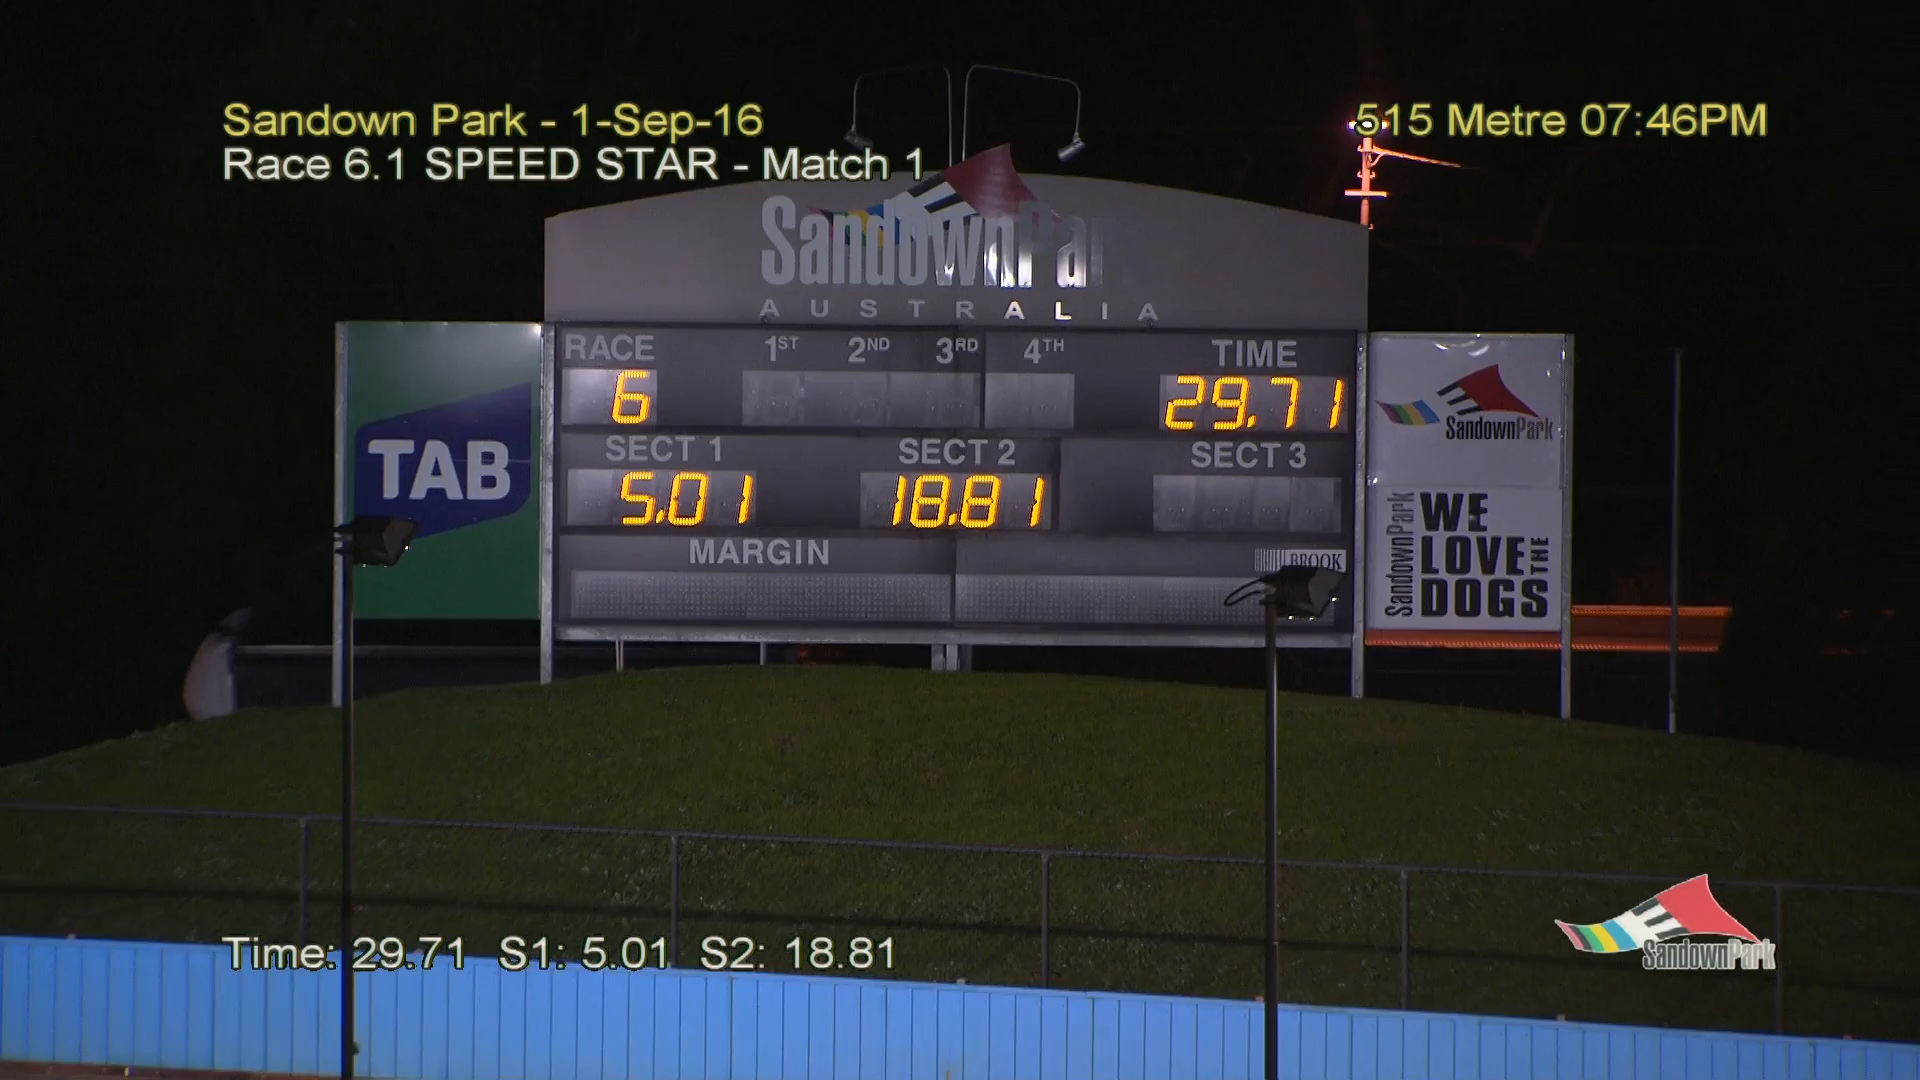 Sandown Park - 1-Sep-16
515 Metre 07:46PM
Race 6.1 SPEED STAR - Match 1
SandownPark
AUSTRALIA
RACE 1ST 2ND 3RD 4TH TIME
6 29.71
SECT 1 SECT 2 SECT 3
5.01 18.81
MARGIN
BROOK
TAB
SandownPark
SandownPark
WE
LOVE THE
DOGS
Time: 29.71 S1: 5.01 S2: 18.81
SandownPark